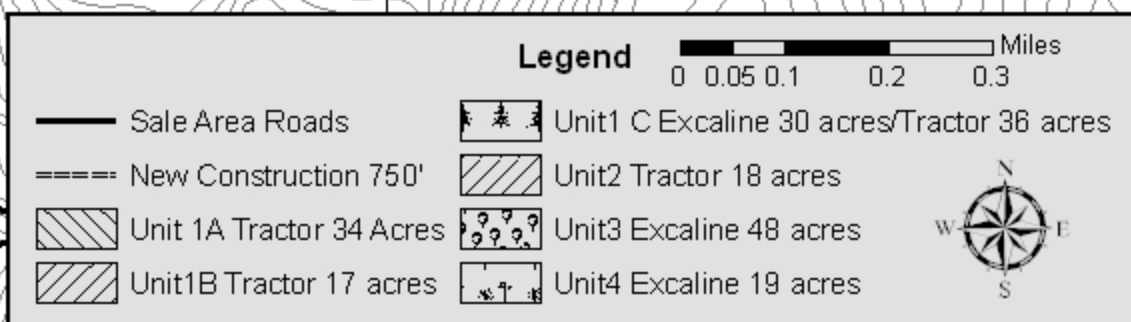 Legend
Miles
0 0.05 0.1 0.2 0.3
Sale Area Roads
New Construction 750'
Unit 1A Tractor 34 Acres
Unit1B Tractor 17 acres
Unit1 C Excaline 30 acres/Tractor 36 acres
Unit2 Tractor 18 acres
Unit3 Excaline 48 acres
Unit4 Excaline 19 acres
N
W E
S